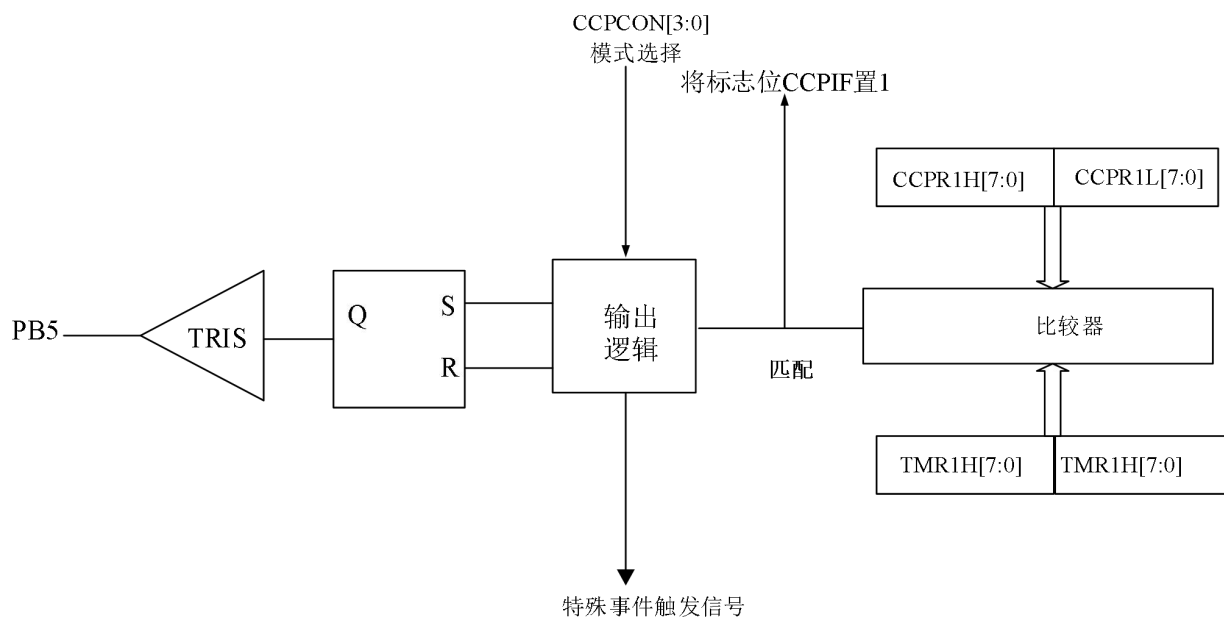 CCPCON[3:0]
模式选择
将标志位CCPIF置1
CCPR1H[7:0]
CCPR1L[7:0]
PB5
TRIS
Q
S
R
输出
逻辑
匹配
比较器
TMR1H[7:0]
TMR1H[7:0]
特殊事件触发信号